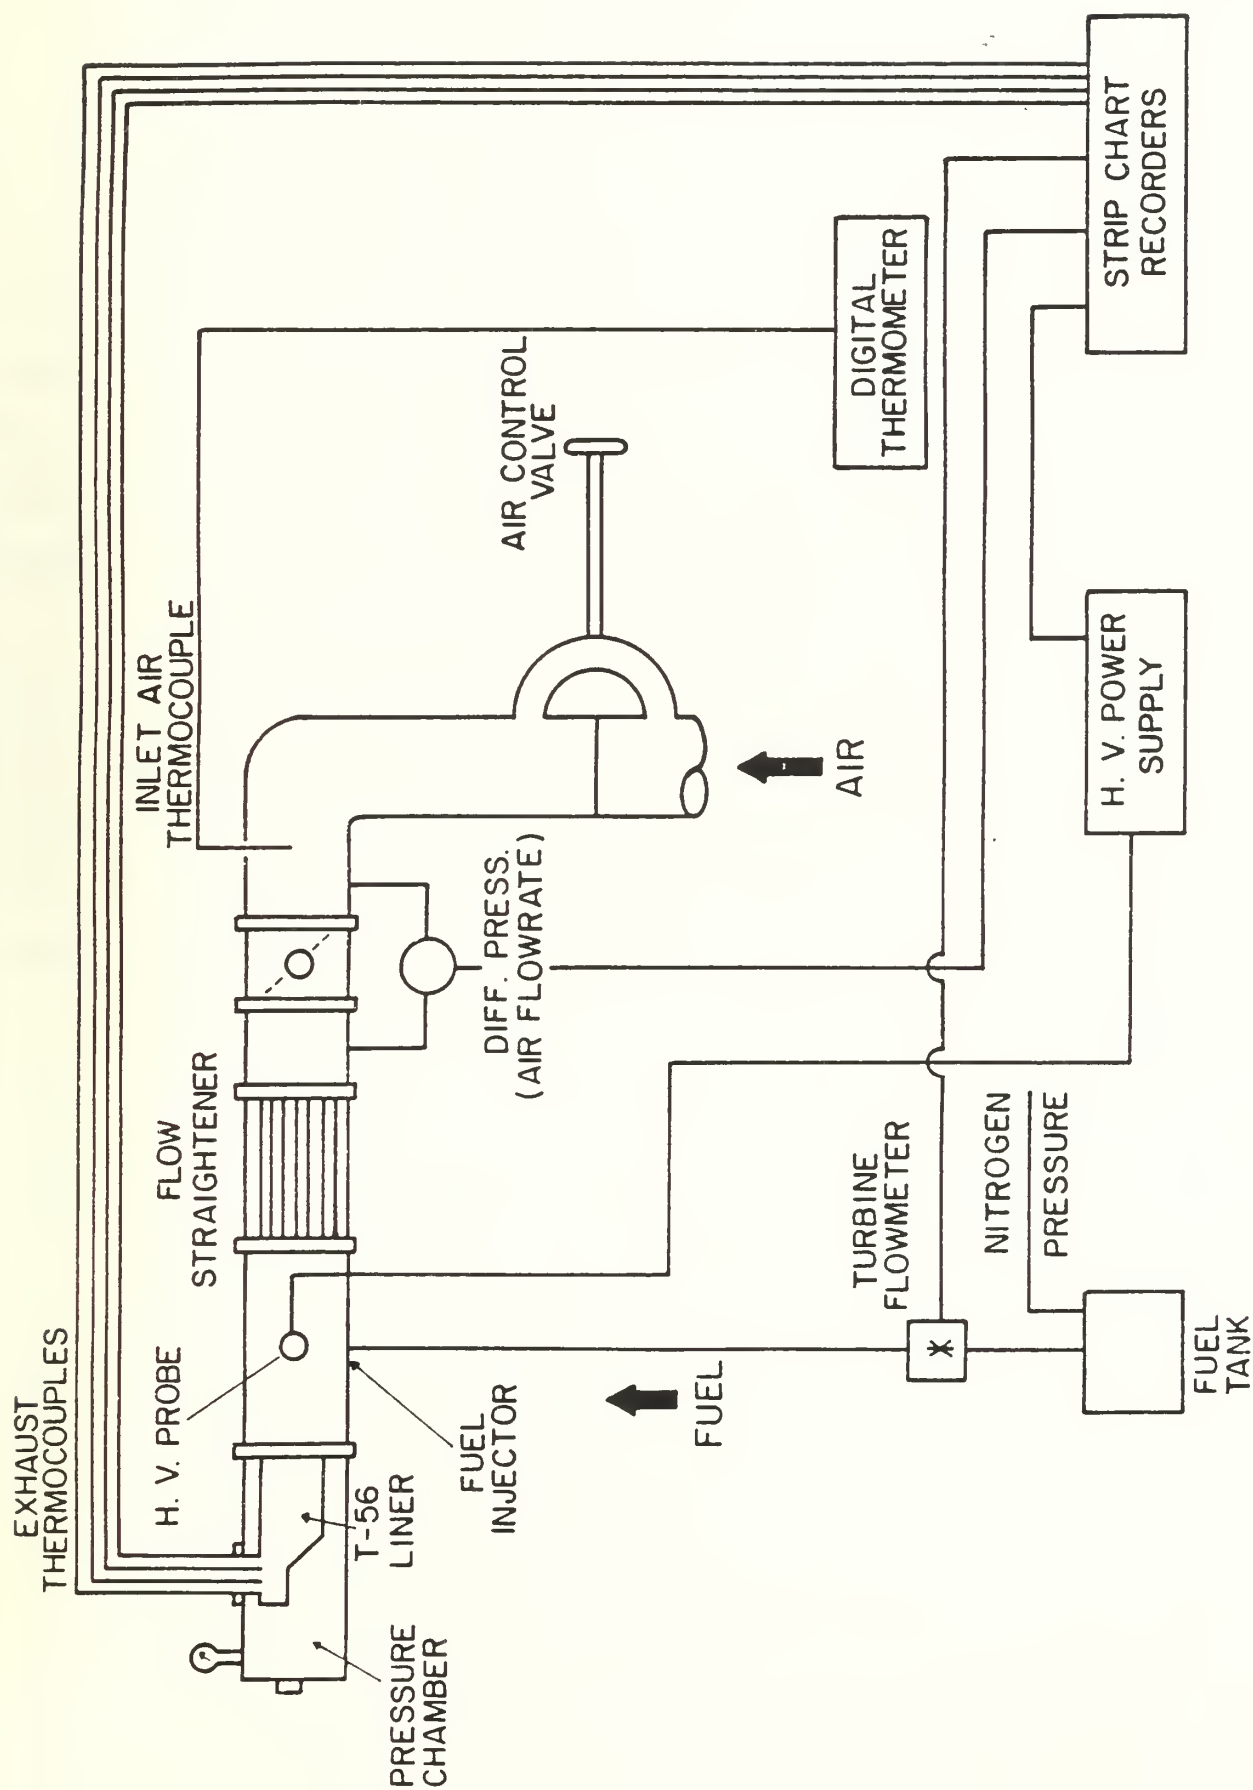 EXHAUST
THERMOCOUPLES
H. V. PROBE
FLOW
STRAIGHTENER
INLET AIR
THERMOCOUPLE
PRESSURE
CHAMBER
T-56
LINER
FUEL
INJECTOR
DIFF. PRESS.
(AIR FLOWRATE)
AIR CONTROL
VALVE
FUEL
AIR
TURBINE
FLOWMETER
DIGITAL
THERMOMETER
NITROGEN
PRESSURE
FUEL
TANK
H. V. POWER
SUPPLY
STRIP CHART
RECORDERS